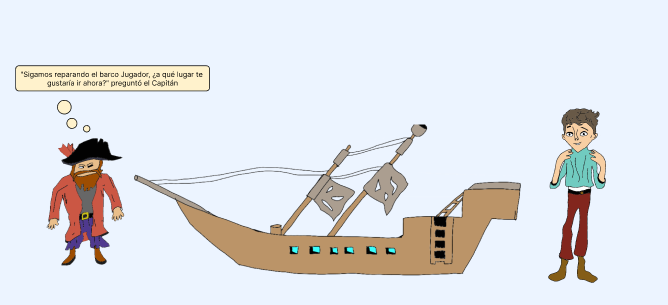 "Sigamos reparando el barco Jugador, ¿a qué lugar te
gustaría ir ahora?" preguntó el Capitán